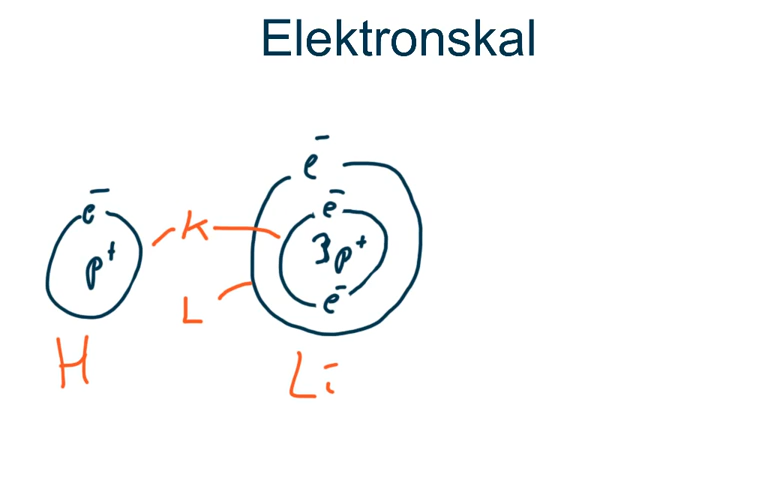 Elektronskal
e⁻
e⁻ e⁻
K
p⁺ 3p⁺
L e⁻
H Li